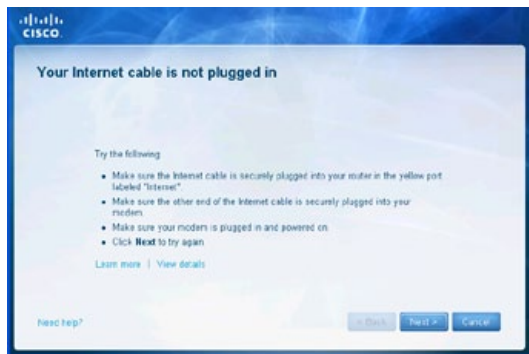 CISCO
Your Internet cable is not plugged in
Try the following
• Make sure the Internet cable is securely plugged into your router in the yellow port
labeled "Internet".
• Make sure the other end of the Internet cable is securely plugged into your
modem
• Make sure your modem is plugged in and powered on
• Click Next to try again
Learn more | View details
Need help?
< Back
Next >
Cancel